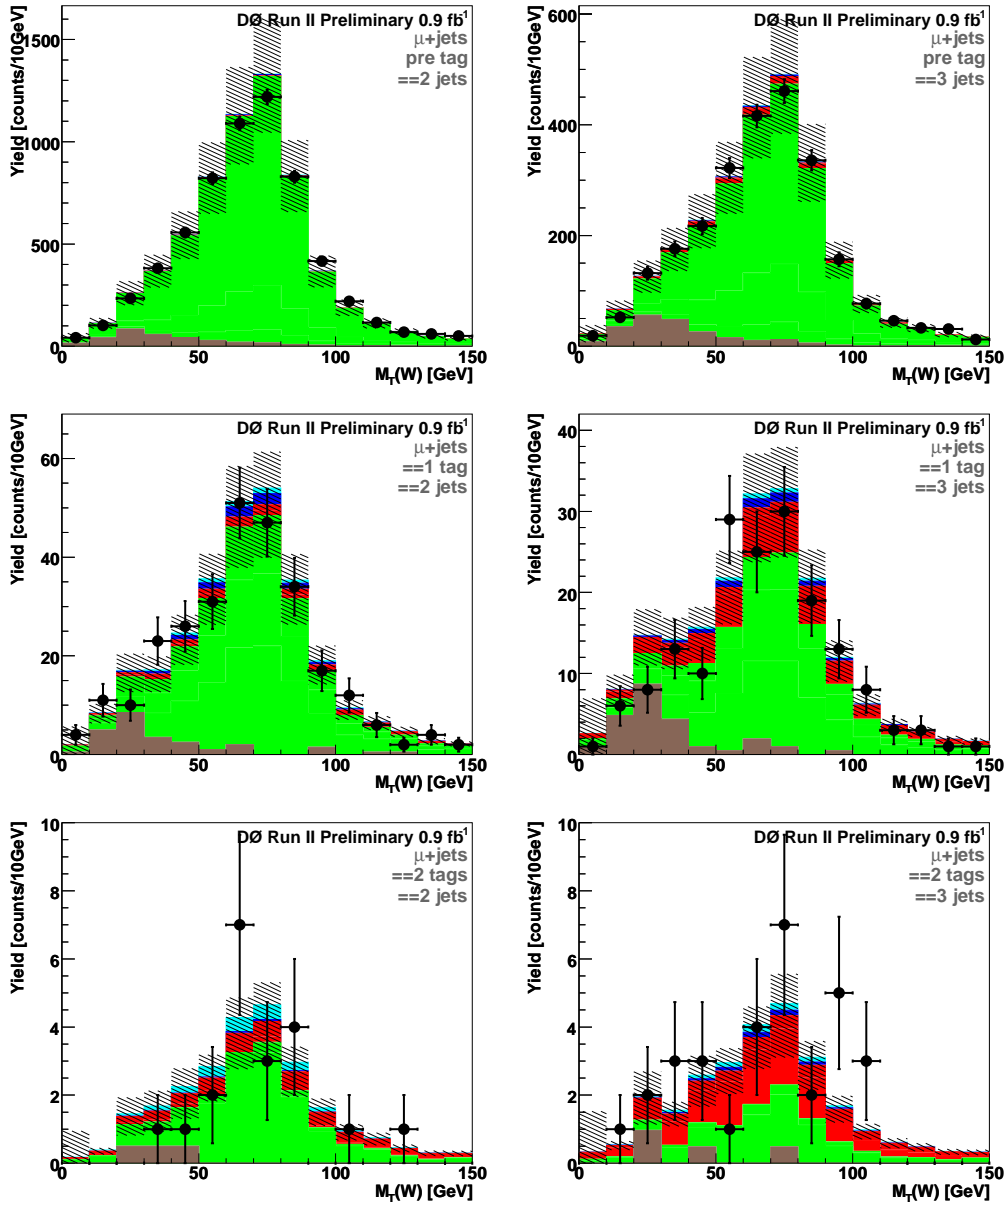 DØ Run II Preliminary 0.9 fb-1
μ+jets
pre tag
==2 jets
Yield [counts/10GeV]
1500
1000
500
0
0 50 100 150
MT(W) [GeV]
DØ Run II Preliminary 0.9 fb-1
μ+jets
pre tag
==3 jets
Yield [counts/10GeV]
600
400
200
0
0 50 100 150
MT(W) [GeV]
DØ Run II Preliminary 0.9 fb-1
μ+jets
==1 tag
==2 jets
Yield [counts/10GeV]
60
40
20
0
0 50 100 150
MT(W) [GeV]
DØ Run II Preliminary 0.9 fb-1
μ+jets
==1 tag
==3 jets
Yield [counts/10GeV]
40
30
20
10
0
0 50 100 150
MT(W) [GeV]
DØ Run II Preliminary 0.9 fb-1
μ+jets
==2 tags
==2 jets
Yield [counts/10GeV]
10
8
6
4
2
0
0 50 100 150
MT(W) [GeV]
DØ Run II Preliminary 0.9 fb-1
μ+jets
==2 tags
==3 jets
Yield [counts/10GeV]
10
8
6
4
2
0
0 50 100 150
MT(W) [GeV]